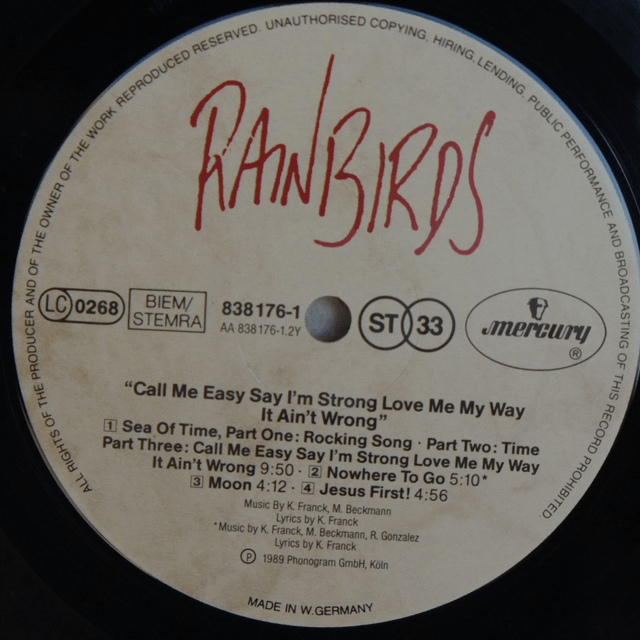 ALL RIGHTS OF THE PRODUCER AND OF THE OWNER OF THE WORK REPRODUCED RESERVED. UNAUTHORISED COPYING, HIRING, LENDING, PUBLIC PERFORMANCE AND BROADCASTING OF THIS RECORD PROHIBITED
RAINBIRDS
LC 0268
BIEM/
STEMRA
838176-1
AA 838 176-1.2Y
ST 33
mercury
®
“Call Me Easy Say I'm Strong Love Me My Way
It Ain't Wrong”
1 Sea Of Time, Part One: Rocking Song · Part Two: Time
Part Three: Call Me Easy Say I'm Strong Love Me My Way
It Ain't Wrong 9:50 · 2 Nowhere To Go 5:10*
3 Moon 4:12 · 4 Jesus First! 4:56
Music By K. Franck, M. Beckmann
Lyrics by K. Franck
*Music by K. Franck, M. Beckmann, R. Gonzalez
Lyrics by K. Franck
℗ 1989 Phonogram GmbH, Köln
MADE IN W.GERMANY